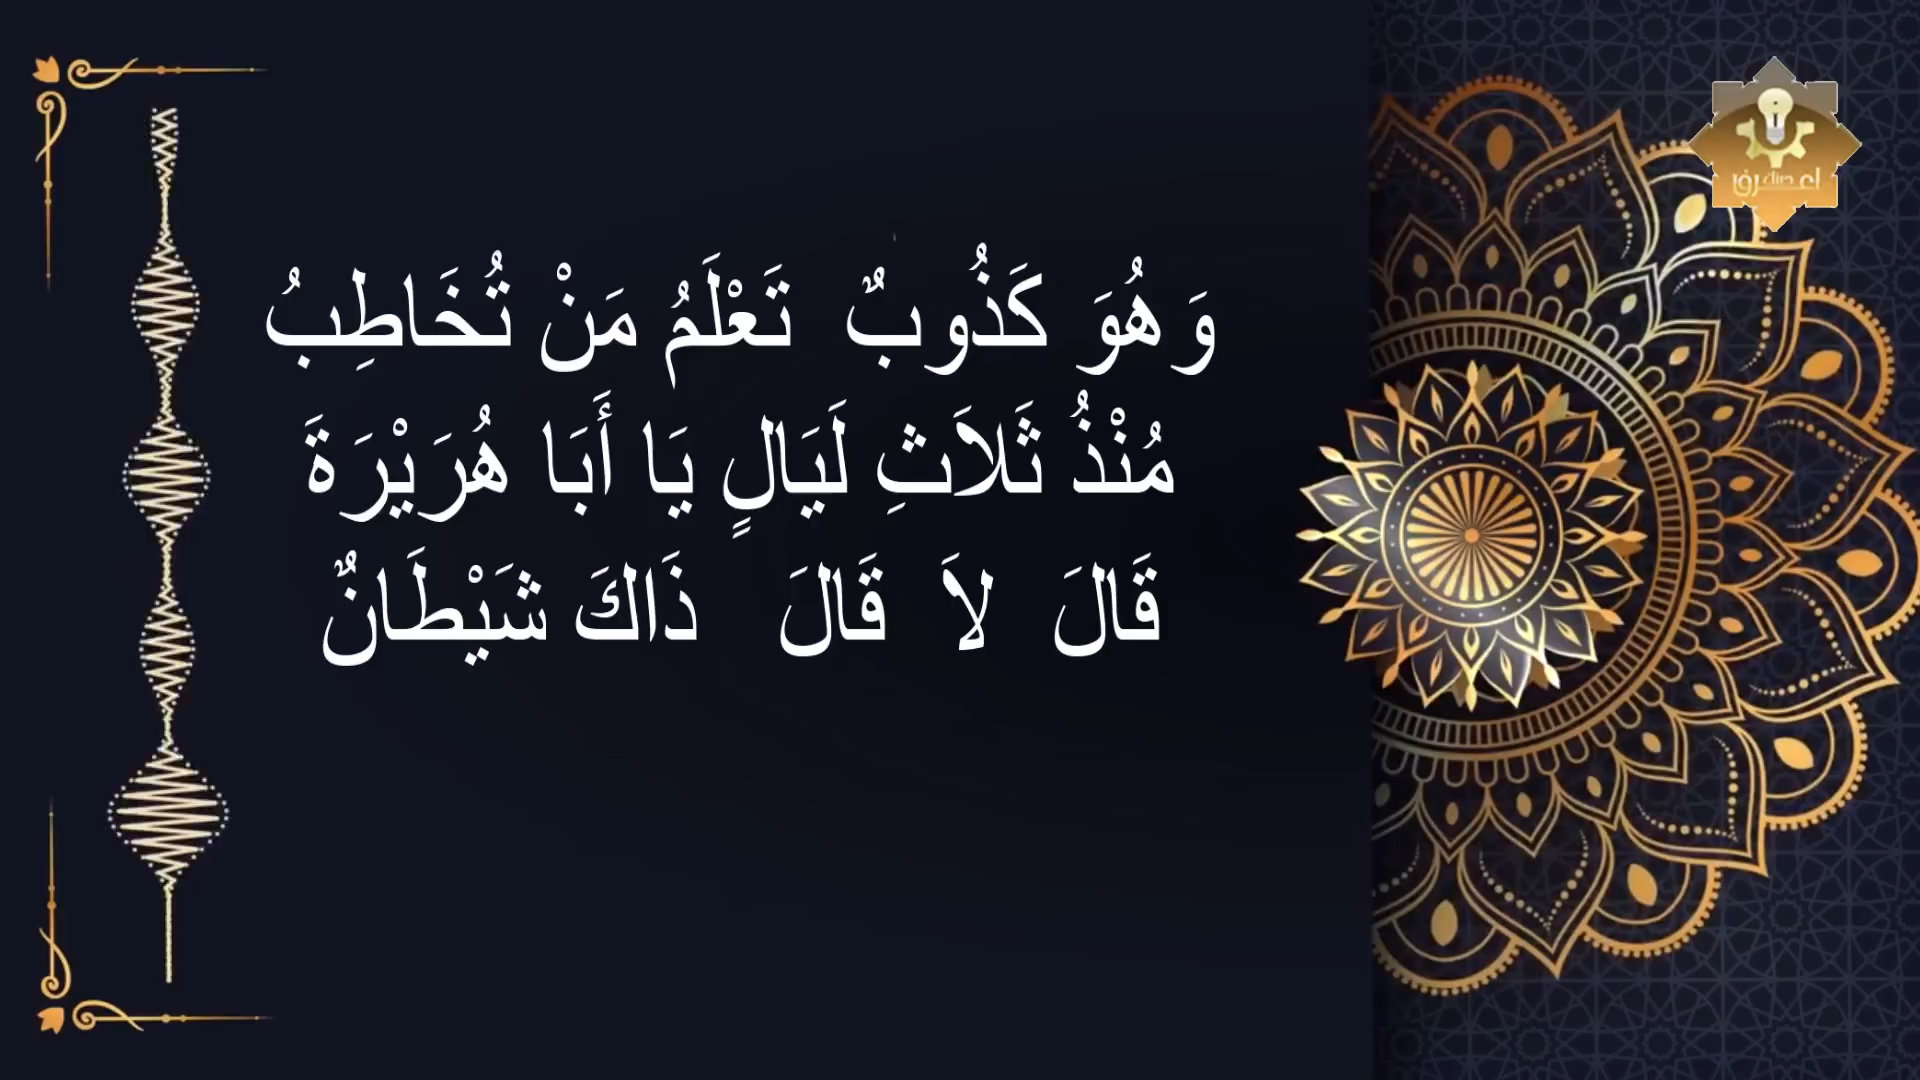 وَهُوَ كَذُوبٌ تَعْلَمُ مَنْ تُخَاطِبُ
مُنْذُ ثَلاَثِ لَيَالٍ يَا أَبَا هُرَيْرَةَ
قَالَ لاَ قَالَ ذَاكَ شَيْطَانٌ